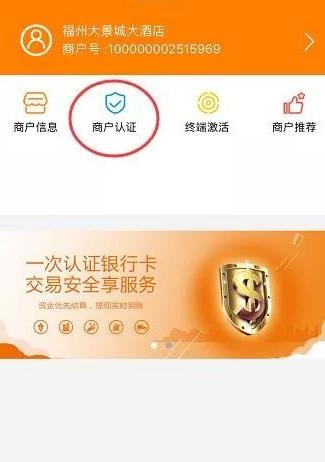 福州大景城大酒店
商户号 :100000002515969
商户信息
商户认证
终端激活
商户推荐
一次认证银行卡
交易安全享服务
资金优先结算，提现实时到账